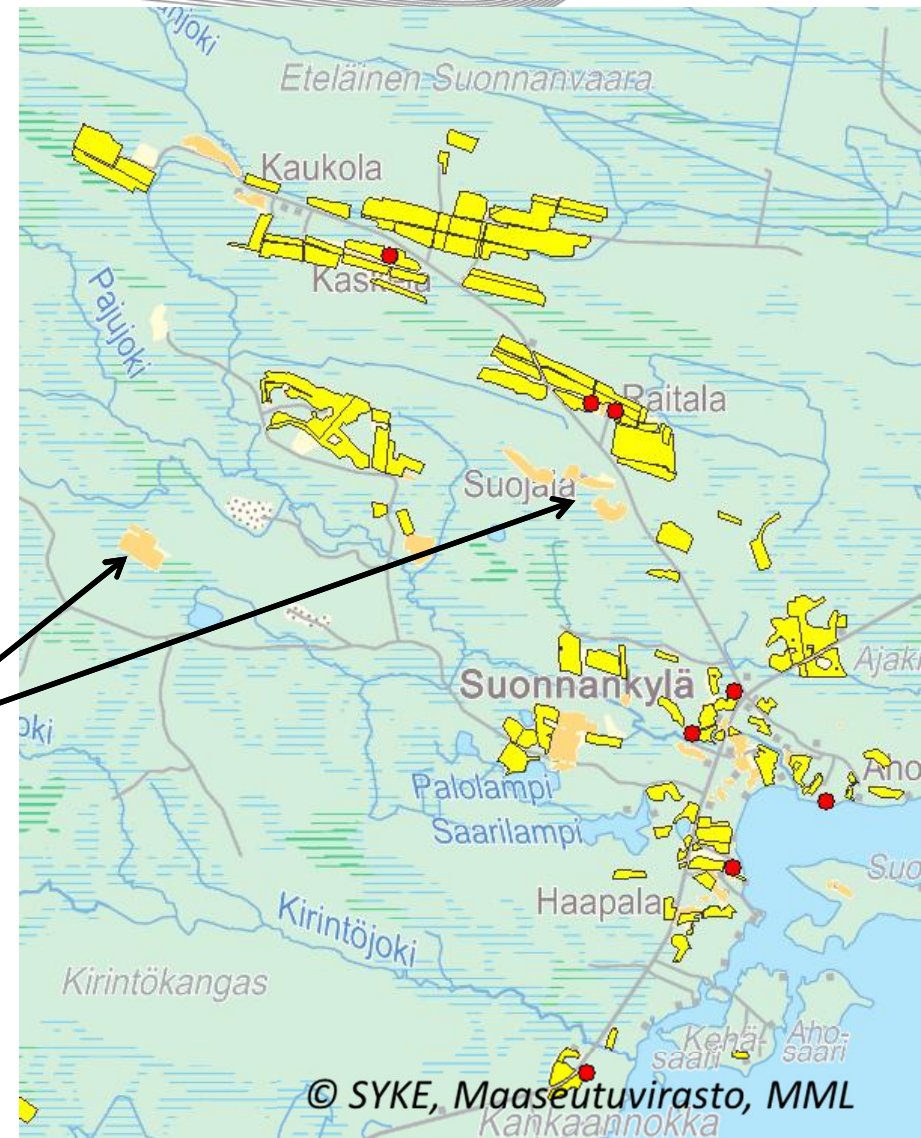 Eteläinen Suonnanvaara
Kaukola
Pajujoki
Raitala
Suojala
Suonnankylä
Palolampi
Saarilampi
Haapala
Kirintöjoki
Kirintökangas
Kehä-
saari
Aho-
saari
© SYKE, Maaseutuvirasto, MML
Kankaannokka